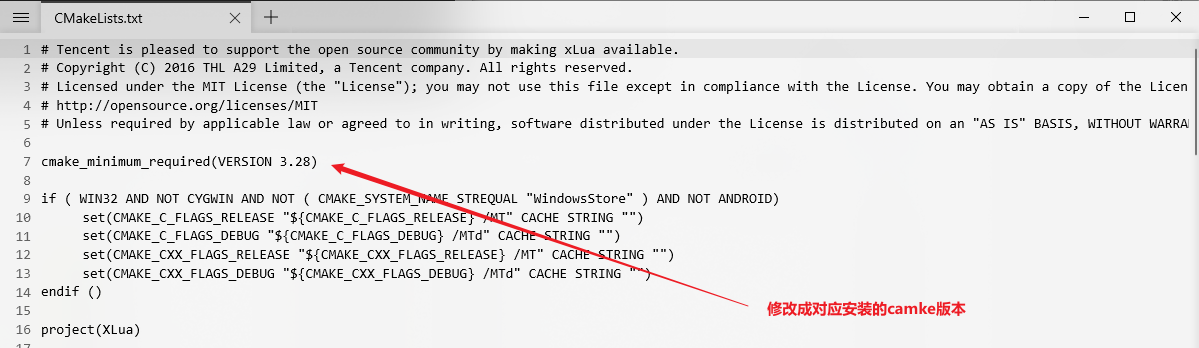 CMakeLists.txt
1 # Tencent is pleased to support the open source community by making xLua available.
2 # Copyright (C) 2016 THL A29 Limited, a Tencent company. All rights reserved.
3 # Licensed under the MIT License (the "License"); you may not use this file except in compliance with the License. You may obtain a copy of the Licen
4 # http://opensource.org/licenses/MIT
5 # Unless required by applicable law or agreed to in writing, software distributed under the License is distributed on an "AS IS" BASIS, WITHOUT WARRA
6
7 cmake_minimum_required(VERSION 3.28)
8
9 if ( WIN32 AND NOT CYGWIN AND NOT ( CMAKE_SYSTEM_NAME STREQUAL "WindowsStore" ) AND NOT ANDROID)
10 set(CMAKE_C_FLAGS_RELEASE "${CMAKE_C_FLAGS_RELEASE} /MT" CACHE STRING "")
11 set(CMAKE_C_FLAGS_DEBUG "${CMAKE_C_FLAGS_DEBUG} /MTd" CACHE STRING "")
12 set(CMAKE_CXX_FLAGS_RELEASE "${CMAKE_CXX_FLAGS_RELEASE} /MT" CACHE STRING "")
13 set(CMAKE_CXX_FLAGS_DEBUG "${CMAKE_CXX_FLAGS_DEBUG} /MTd" CACHE STRING "")
14 endif ()
15
修改成对应安装的camke版本
16 project(XLua)
17